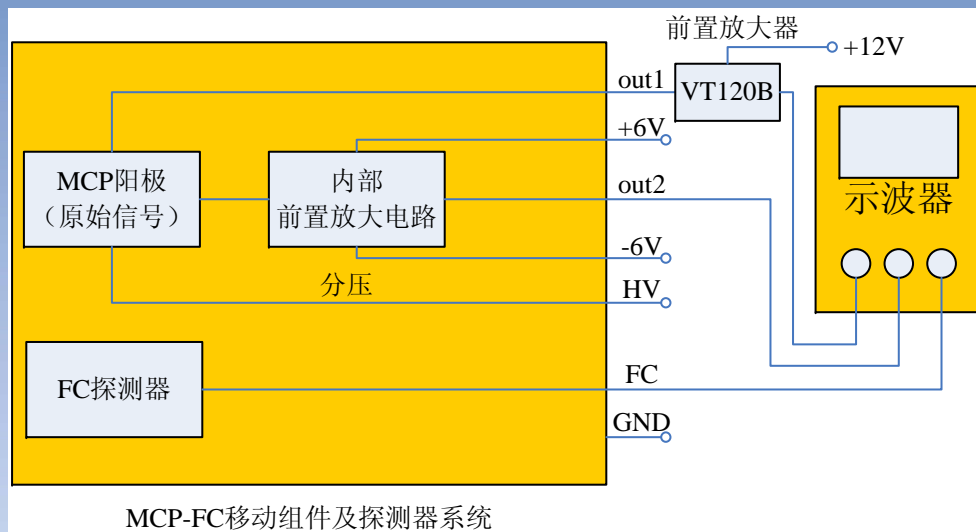 前置放大器
+12V
out1
VT120B
+6V
MCP阳极
（原始信号）
内部
前置放大电路
out2
示波器
-6V
分压
HV
FC探测器
FC
GND
MCP-FC移动组件及探测器系统